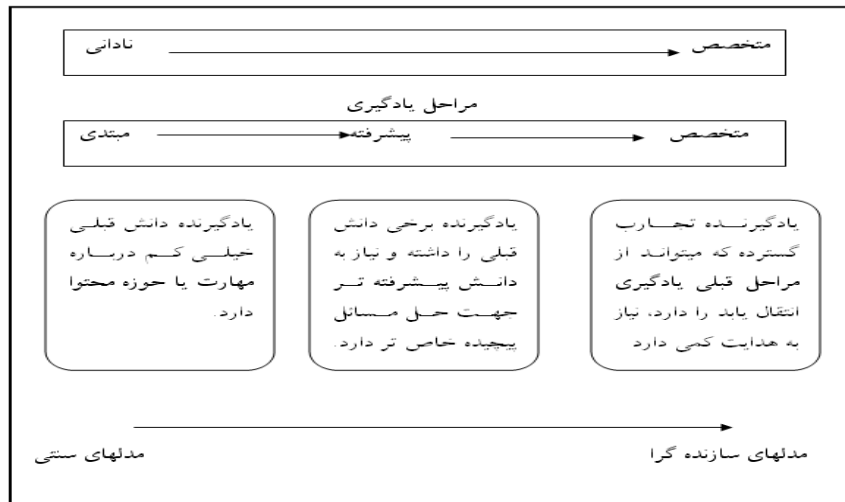 نادانی متخصص
مراحل یادگیری
مبتدی پیشرفته متخصص
یادگیرنده دانش قبلی
خیلی کم درباره
مهارت یا حوزه محتوا
دارد.
یادگیرنده برخی دانش
قبلی را داشته و نیاز به
دانش پیشرفته تر
جهت حل مسائل
پیچیده خاص تر دارد.
یادگیرنده تجارب
گسترده که میتواند از
مراحل قبلی یادگیری
انتقال یابد را دارد، نیاز
به هدایت کمی دارد
مدلهای سنتی مدلهای سازنده گرا